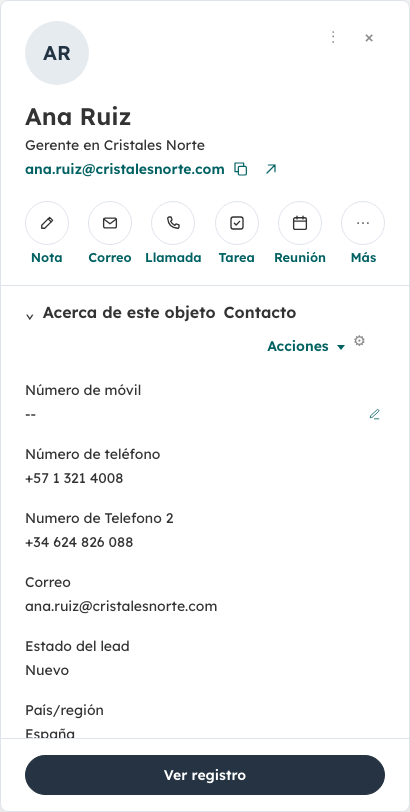 AR
Ana Ruiz
Gerente en Cristales Norte
ana.ruiz@cristalesnorte.com
Nota Correo Llamada Tarea Reunión Más
Acerca de este objeto Contacto
Acciones
Número de móvil
--
Número de teléfono
+57 1 321 4008
Numero de Telefono 2
+34 624 826 088
Correo
ana.ruiz@cristalesnorte.com
Estado del lead
Nuevo
País/región
España
Ver registro